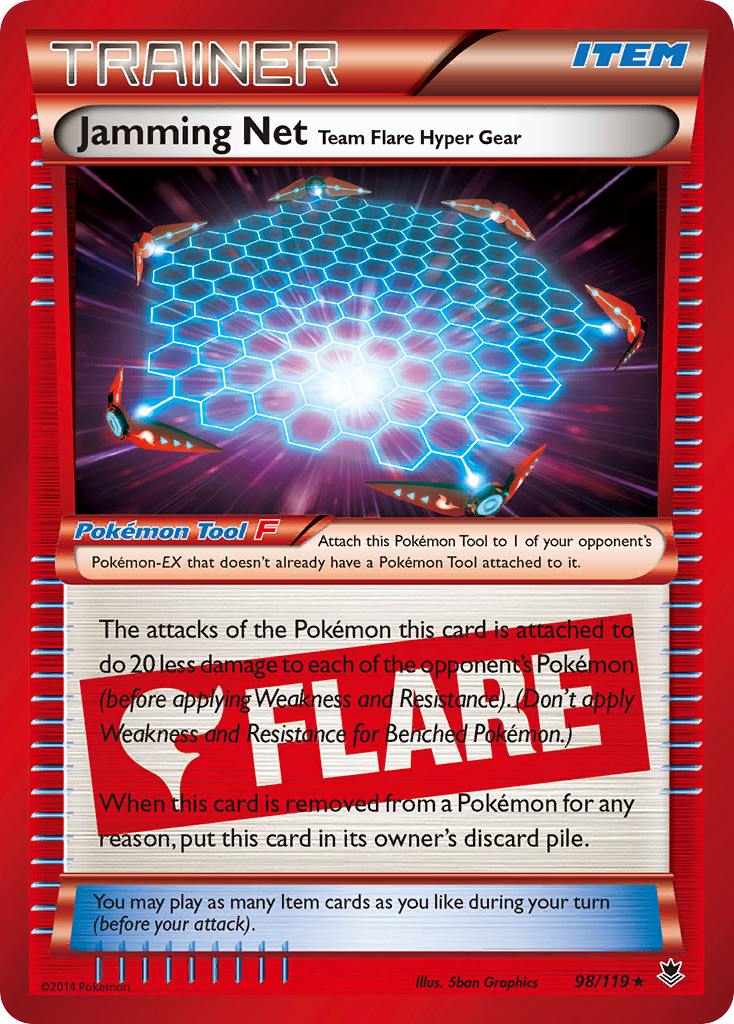 TRAINER
ITEM
Jamming Net Team Flare Hyper Gear
Pokémon Tool F
Attach this Pokémon Tool to 1 of your opponent's
Pokémon-EX that doesn't already have a Pokémon Tool attached to it.
The attacks of the Pokémon this card is attached to
do 20 less damage to each of the opponent's Pokémon
(before applying Weakness and Resistance). (Don't apply
Weakness and Resistance for Benched Pokémon.)
FLARE
When this card is removed from a Pokémon for any
reason, put this card in its owner's discard pile.
You may play as many Item cards as you like during your turn
(before your attack).
©2014 Pokémon
Illus. 5ban Graphics
98/119 ★